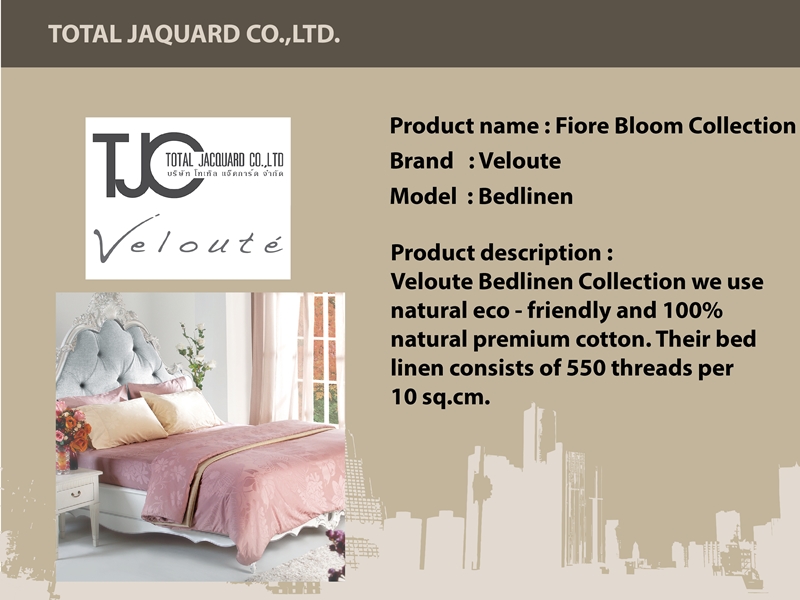 TOTAL JAQUARD CO.,LTD.
TJC
TOTAL JACQUARD CO.,LTD
บริษัท โทเทิล แจ๊คการ์ด จำกัด
Velouté
Product name : Fiore Bloom Collection
Brand : Veloute
Model : Bedlinen
Product description :
Veloute Bedlinen Collection we use
natural eco - friendly and 100%
natural premium cotton. Their bed
linen consists of 550 threads per
10 sq.cm.